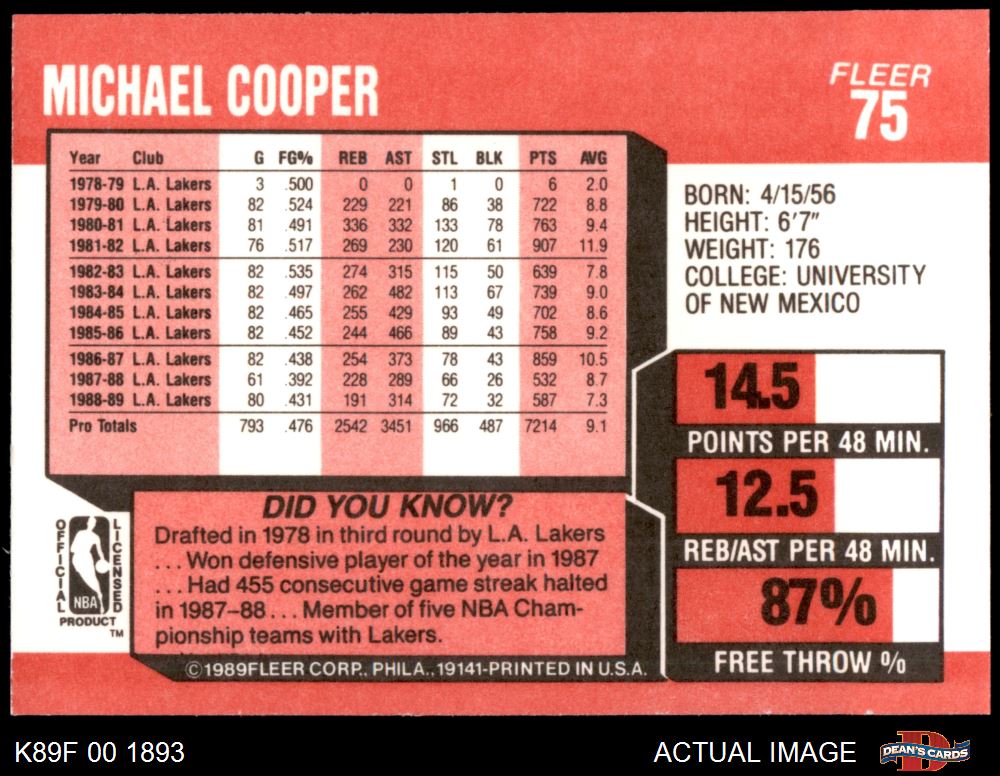 MICHAEL COOPER
FLEER
75
Year Club G FG% REB AST STL BLK PTS AVG
1978-79 L.A. Lakers 3 .500 0 0 1 0 6 2.0
1979-80 L.A. Lakers 82 .524 229 221 86 38 722 8.8
1980-81 L.A. Lakers 81 .491 336 332 133 78 763 9.4
1981-82 L.A. Lakers 76 .517 269 230 120 61 907 11.9
1982-83 L.A. Lakers 82 .535 274 315 115 50 639 7.8
1983-84 L.A. Lakers 82 .497 262 482 113 67 739 9.0
1984-85 L.A. Lakers 82 .465 255 429 93 49 702 8.6
1985-86 L.A. Lakers 82 .452 244 466 89 43 758 9.2
1986-87 L.A. Lakers 82 .438 254 373 78 43 859 10.5
1987-88 L.A. Lakers 61 .392 228 289 66 26 532 8.7
1988-89 L.A. Lakers 80 .431 191 314 72 32 587 7.3
Pro Totals 793 .476 2542 3451 966 487 7214 9.1
BORN: 4/15/56
HEIGHT: 6'7"
WEIGHT: 176
COLLEGE: UNIVERSITY
OF NEW MEXICO
14.5
POINTS PER 48 MIN.
12.5
REB/AST PER 48 MIN.
87%
FREE THROW %
DID YOU KNOW?
Drafted in 1978 in third round by L.A. Lakers
... Won defensive player of the year in 1987
... Had 455 consecutive game streak halted
in 1987–88 ... Member of five NBA Cham-
pionship teams with Lakers.
OFFICIAL
LICENSED
NBA
PRODUCT
TM
©1989 FLEER CORP., PHILA., 19141-PRINTED IN U.S.A.
K89F 00 1893
ACTUAL IMAGE
DEAN'S CARDS